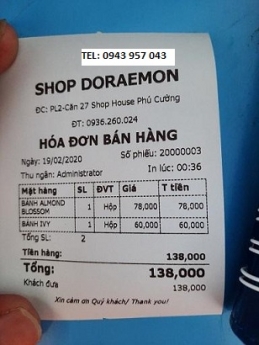 TEL: 0943 957 043
SHOP DORAEMON
ĐC: PL2-Căn 27 Shop House Phú Cường
ĐT: 0936.260.024
HÓA ĐƠN BÁN HÀNG
Số phiếu: 20000003
Ngày: 19/02/2020
In lúc: 00:36
Thu ngân: Administrator
Mặt hàng SL ĐVT Giá T tiền
BÁNH ALMOND BLOSSOM 1 Hộp 78,000 78,000
BÁNH IVY 1 Hộp 60,000 60,000
Tổng SL: 2
Tiền hàng: 138,000
Tổng: 138,000
Khách đưa 138,000
Xin cảm ơn Quý khách/ Thank you!